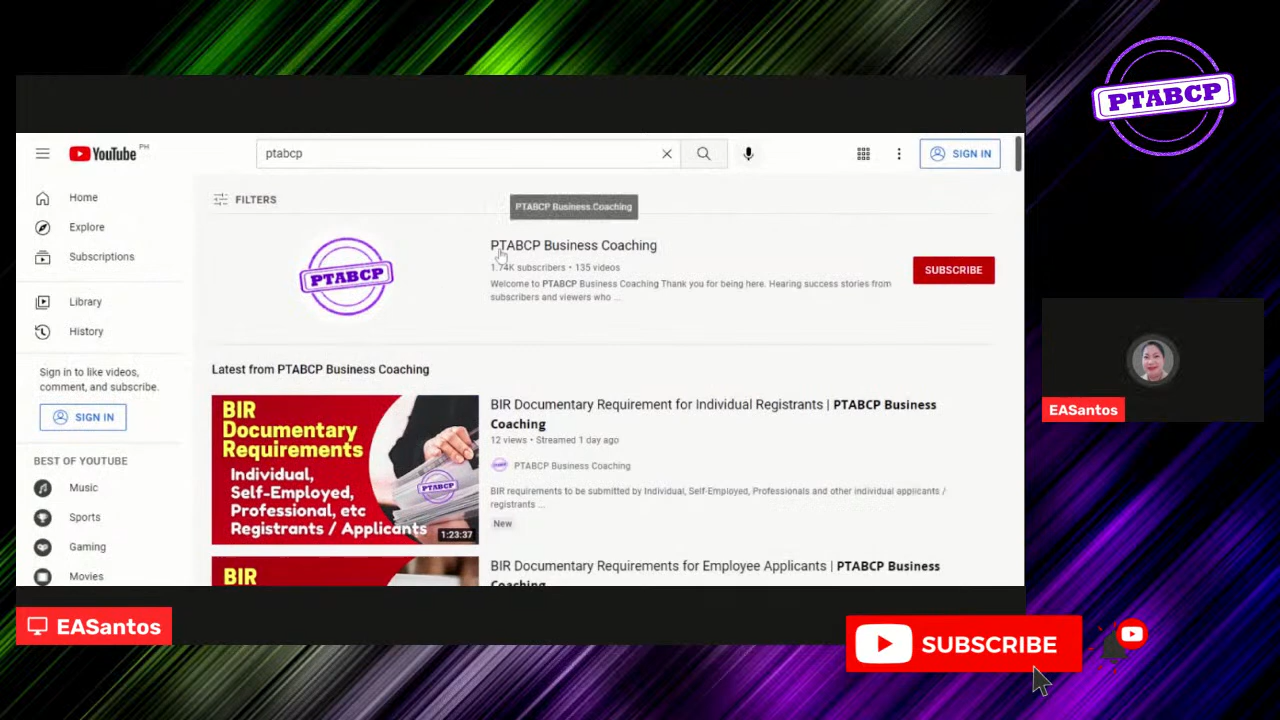 PTABCP
YouTube PH
ptabcp
SIGN IN
Home
Explore
Subscriptions
Library
History
Sign in to like videos,
comment, and subscribe.
SIGN IN
BEST OF YOUTUBE
Music
Sports
Gaming
Movies
FILTERS
PTABCP Business Coaching
PTABCP
PTABCP Business Coaching
1.74K subscribers • 135 videos
Welcome to PTABCP Business Coaching Thank you for being here. Hearing success stories from
subscribers and viewers who ...
SUBSCRIBE
Latest from PTABCP Business Coaching
BIR
Documentary
Requirements
Individual,
Self-Employed,
Professional, etc
Registrants / Applicants
PTABCP
1:23:37
BIR Documentary Requirement for Individual Registrants | PTABCP Business
Coaching
12 views • Streamed 1 day ago
PTABCP Business Coaching
BIR requirements to be submitted by Individual, Self-Employed, Professionals and other individual applicants /
registrants ...
New
BIR
BIR Documentary Requirements for Employee Applicants | PTABCP Business
Coaching
EASantos
EASantos
SUBSCRIBE